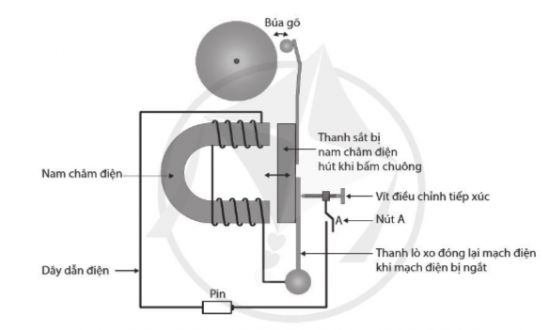 Búa gõ
Thanh sắt bị
nam châm điện
hút khi bấm chuông
Nam châm điện
Vít điều chỉnh tiếp xúc
A
Nút A
Thanh lò xo đóng lại mạch điện
khi mạch điện bị ngắt
Dây dẫn điện
Pin